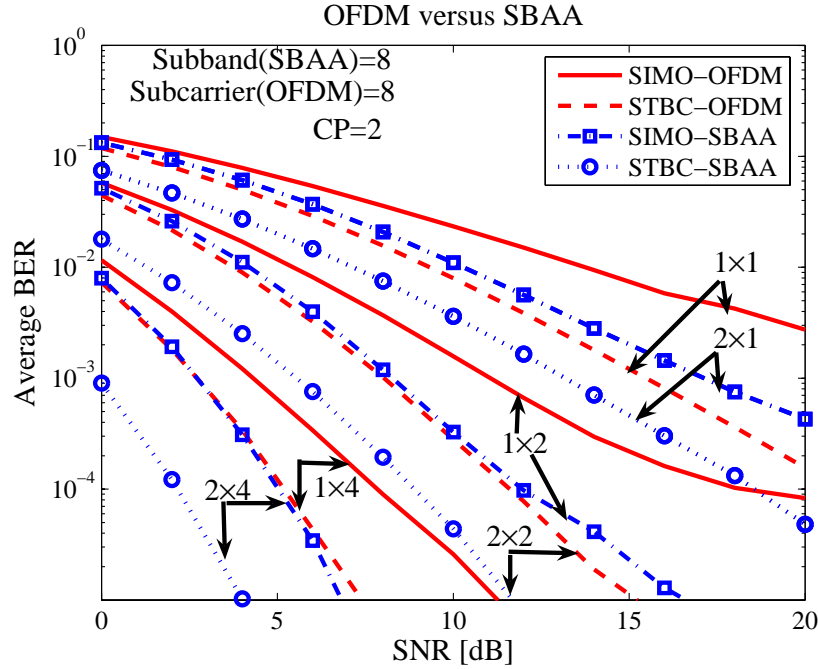 OFDM versus SBAA
Subband(SBAA)=8
Subcarrier(OFDM)=8
CP=2
SIMO−OFDM
STBC−OFDM
SIMO−SBAA
STBC−SBAA
Average BER
10^0
10^−1
10^−2
10^−3
10^−4
1×1
2×1
1×2
1×4
2×4
2×2
0 5 10 15 20
SNR [dB]